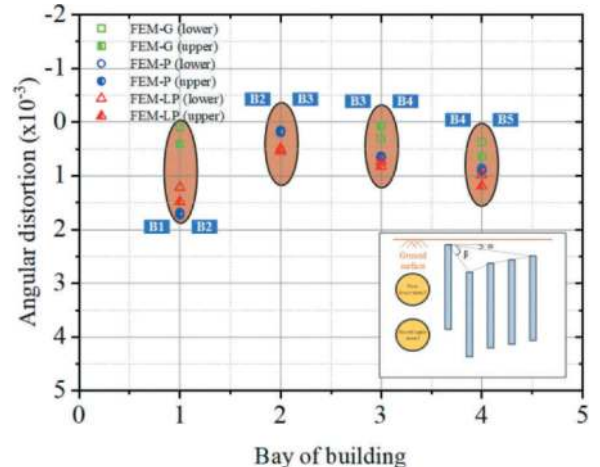 -2
-1
0
1
2
3
4
5
Angular distortion (x10⁻³)
FEM-G (lower)
FEM-G (upper)
FEM-P (lower)
FEM-P (upper)
FEM-LP (lower)
FEM-LP (upper)
B1 B2
B2 B3
B3 B4
B4 B5
Ground
surface
β
0 1 2 3 4 5
Bay of building